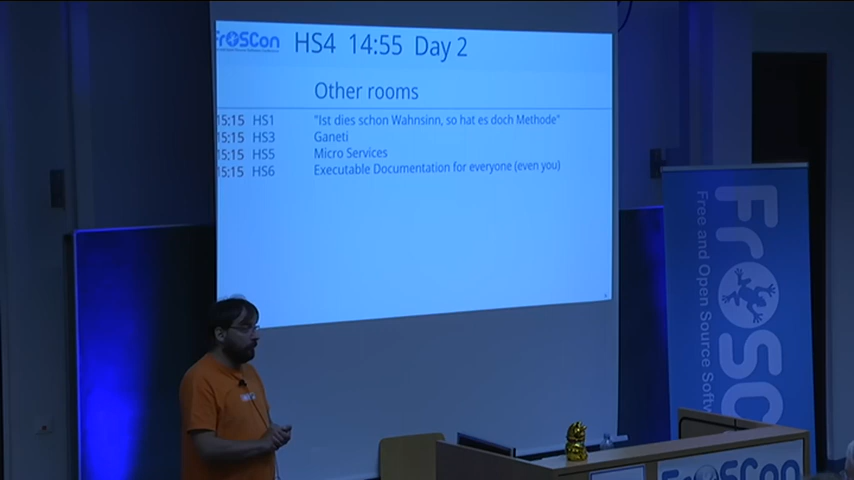 FrOSCon HS4 14:55 Day 2
Other rooms
15:15 HS1 "Ist dies schon Wahnsinn, so hat es doch Methode"
15:15 HS3 Ganeti
15:15 HS5 Micro Services
15:15 HS6 Executable Documentation for everyone (even you)
FrOSC
Free and Open Source Softw
FrOSCon